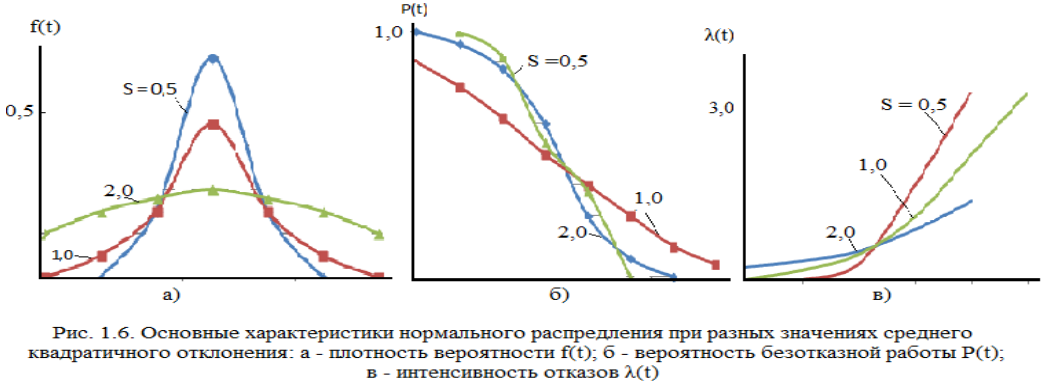 f(t)
0,5
S = 0,5
2,0
1,0
а)
P(t)
1,0
S =0,5
1,0
2,0
б)
λ(t)
3,0
S = 0,5
1,0
2,0
в)
Рис. 1.6. Основные характеристики нормального распредления при разных значениях среднего
квадратичного отклонения: а - плотность вероятности f(t); б - вероятность безотказной работы P(t);
в - интенсивность отказов λ(t)